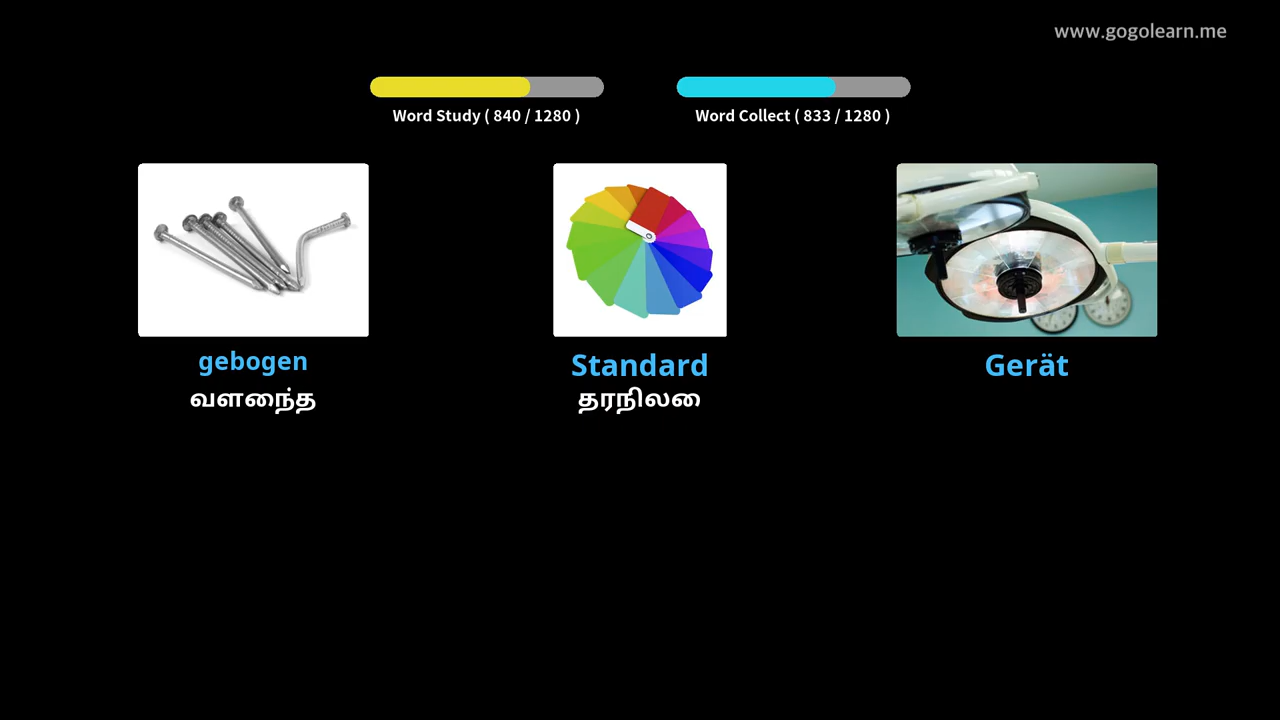 www.gogolearn.me
Word Study ( 840 / 1280 )
Word Collect ( 833 / 1280 )
gebogen
Standard
Gerät
வளைந்த
தரநிலை